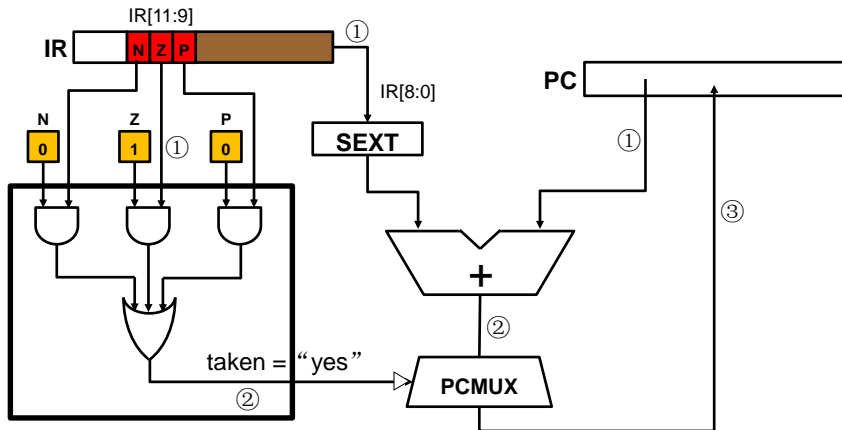 IR[11:9]
IR
N Z P
①
PC
IR[8:0]
N Z P
0 1 0
①
SEXT
①
③
+
②
taken = “yes”
②
PCMUX